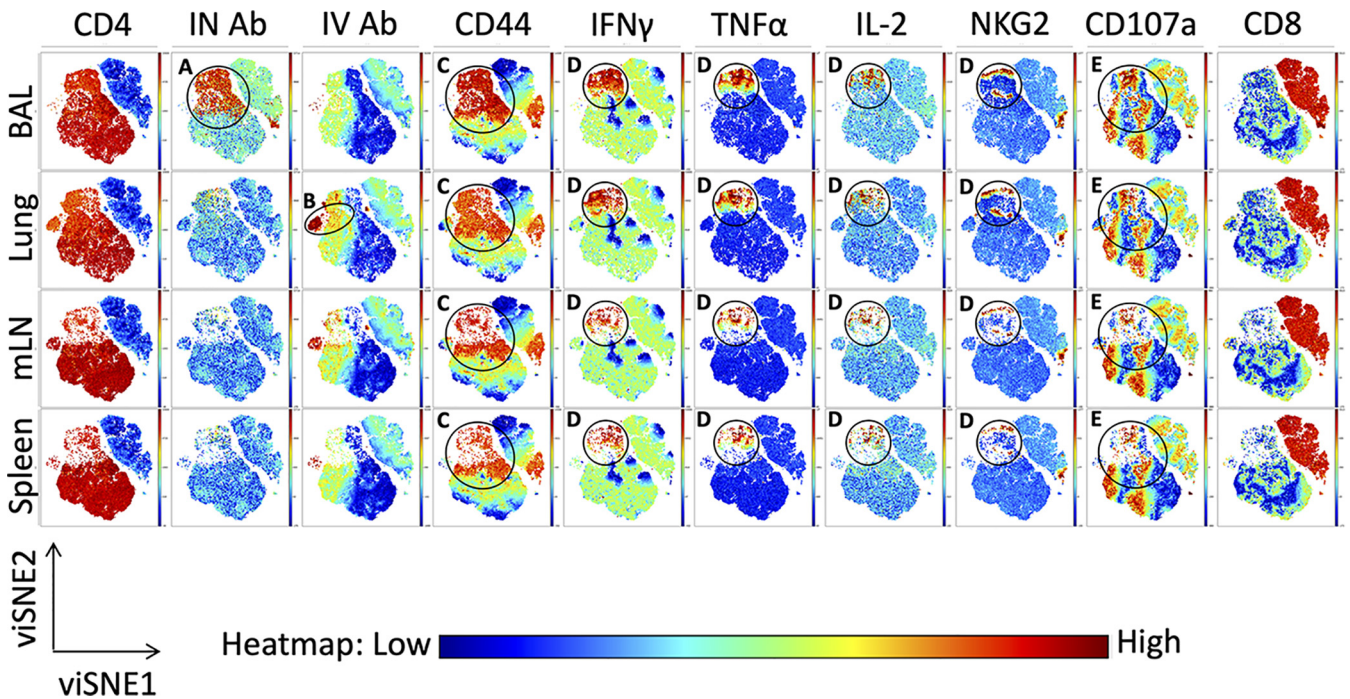 CD4 IN Ab IV Ab CD44 IFNγ TNFα IL-2 NKG2 CD107a CD8
BAL A C D D D D E
Lung B C D D D D E
mLN C D D D D E
Spleen C D D D D E
viSNE2
viSNE1
Heatmap: Low High